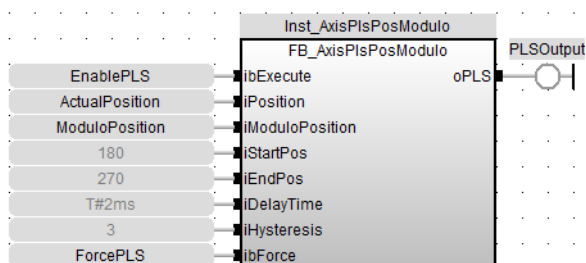 Inst_AxisPlsPosModulo
FB_AxisPlsPosModulo PLSOutput
EnablePLS ibExecute oPLS
ActualPosition iPosition
ModuloPosition iModuloPosition
180 iStartPos
270 iEndPos
T#2ms iDelayTime
3 iHysteresis
ForcePLS ibForce